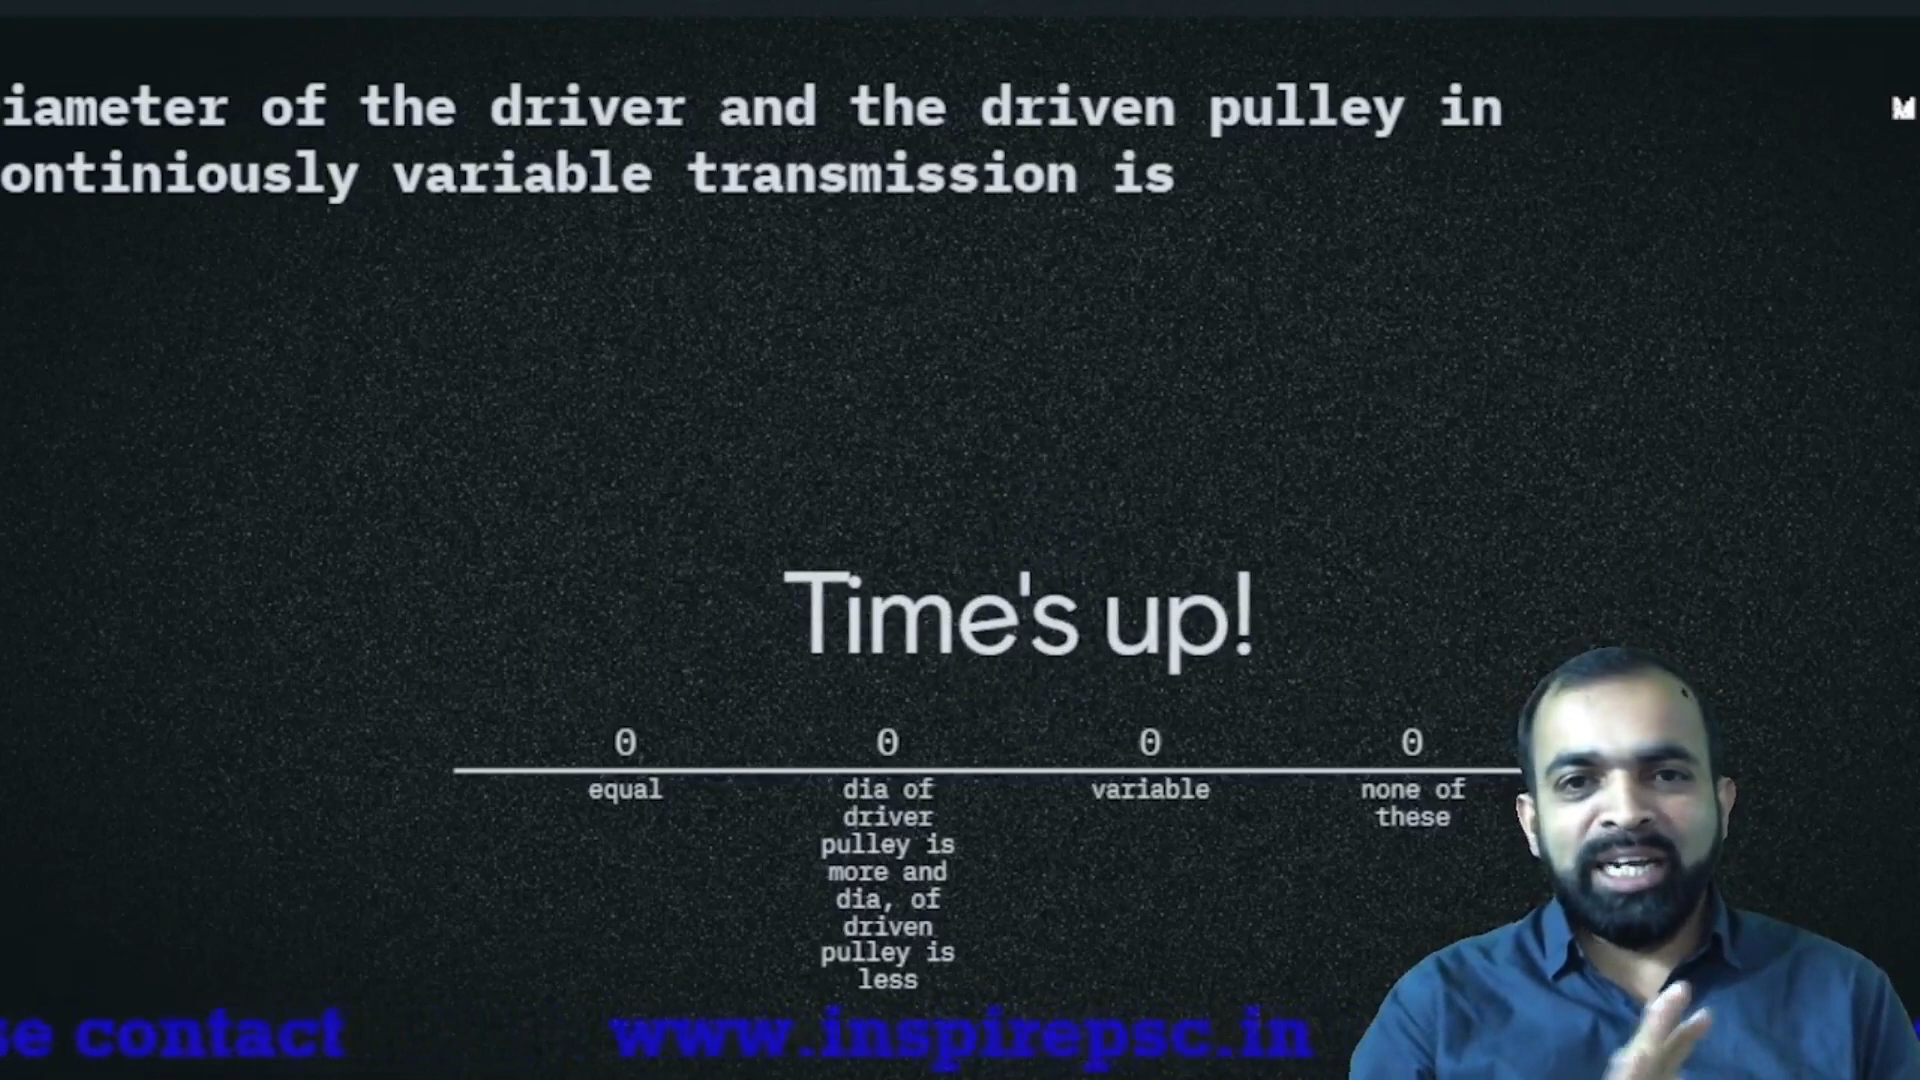 iameter of the driver and the driven pulley in
ontiniously variable transmission is
M
Time's up!
0 0 0 0
equal
dia of
driver
pulley is
more and
dia, of
driven
pulley is
less
variable
none of
these
se contact www.inspirepsc.in